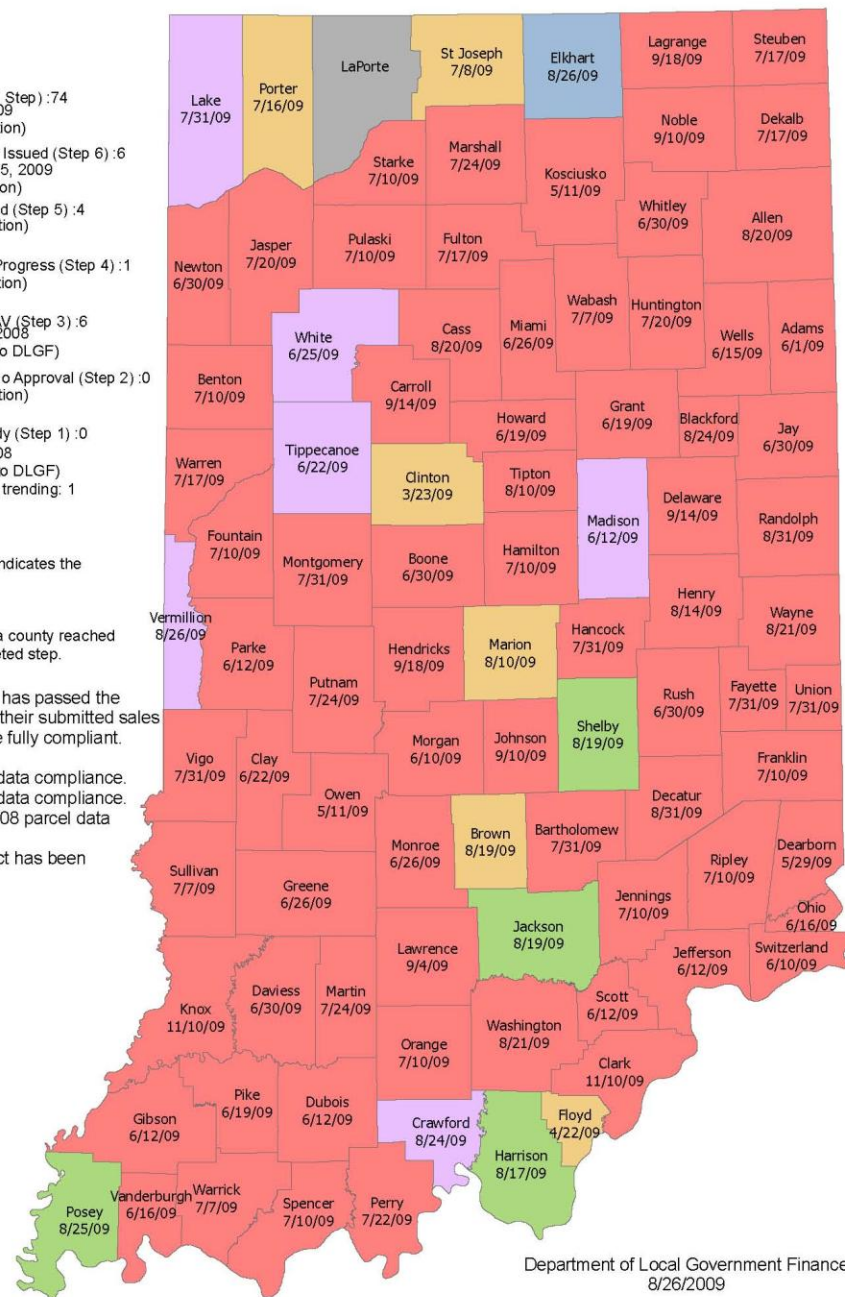 Step) :74
09
tion)
Issued (Step 6) :6
5, 2009
on)
d (Step 5) :4
tion)
Progress (Step 4) :1
tion)
AV (Step 3) :6
2008
o DLGF)
o Approval (Step 2) :0
tion)
dy (Step 1) :0
08
to DLGF)
trending: 1
ndicates the
a county reached
eted step.
has passed the
their submitted sales
e fully compliant.
data compliance.
data compliance.
08 parcel data
ct has been
Lake
7/31/09
Porter
7/16/09
LaPorte
St Joseph
7/8/09
Elkhart
8/26/09
Lagrange
9/18/09
Steuben
7/17/09
Noble
9/10/09
Dekalb
7/17/09
Starke
7/10/09
Marshall
7/24/09
Kosciusko
5/11/09
Whitley
6/30/09
Allen
8/20/09
Newton
6/30/09
Jasper
7/20/09
Pulaski
7/10/09
Fulton
7/17/09
Miami
6/26/09
Wabash
7/7/09
Huntington
7/20/09
Wells
6/15/09
Adams
6/1/09
White
6/25/09
Cass
8/20/09
Benton
7/10/09
Carroll
9/14/09
Howard
6/19/09
Grant
6/19/09
Blackford
8/24/09
Jay
6/30/09
Warren
7/17/09
Tippecanoe
6/22/09
Clinton
3/23/09
Tipton
8/10/09
Madison
6/12/09
Delaware
9/14/09
Randolph
8/31/09
Fountain
7/10/09
Montgomery
7/31/09
Boone
6/30/09
Hamilton
7/10/09
Henry
8/14/09
Wayne
8/21/09
Vermillion
8/26/09
Parke
6/12/09
Putnam
7/24/09
Hendricks
9/18/09
Marion
8/10/09
Hancock
7/31/09
Shelby
8/19/09
Rush
6/30/09
Fayette
7/31/09
Union
7/31/09
Vigo
7/31/09
Clay
6/22/09
Owen
5/11/09
Morgan
6/10/09
Johnson
9/10/09
Franklin
7/10/09
Decatur
8/31/09
Monroe
6/26/09
Brown
8/19/09
Bartholomew
7/31/09
Sullivan
7/7/09
Greene
6/26/09
Jennings
7/10/09
Ripley
7/10/09
Dearborn
5/29/09
Ohio
6/16/09
Jackson
8/19/09
Lawrence
9/4/09
Jefferson
6/12/09
Switzerland
6/10/09
Knox
11/10/09
Daviess
6/30/09
Martin
7/24/09
Scott
6/12/09
Washington
8/21/09
Orange
7/10/09
Clark
11/10/09
Gibson
6/12/09
Pike
6/19/09
Dubois
6/12/09
Crawford
8/24/09
Harrison
8/17/09
Floyd
4/22/09
Posey
8/25/09
Vanderburgh
6/16/09
Warrick
7/7/09
Spencer
7/10/09
Perry
7/22/09
Department of Local Government Finance
8/26/2009